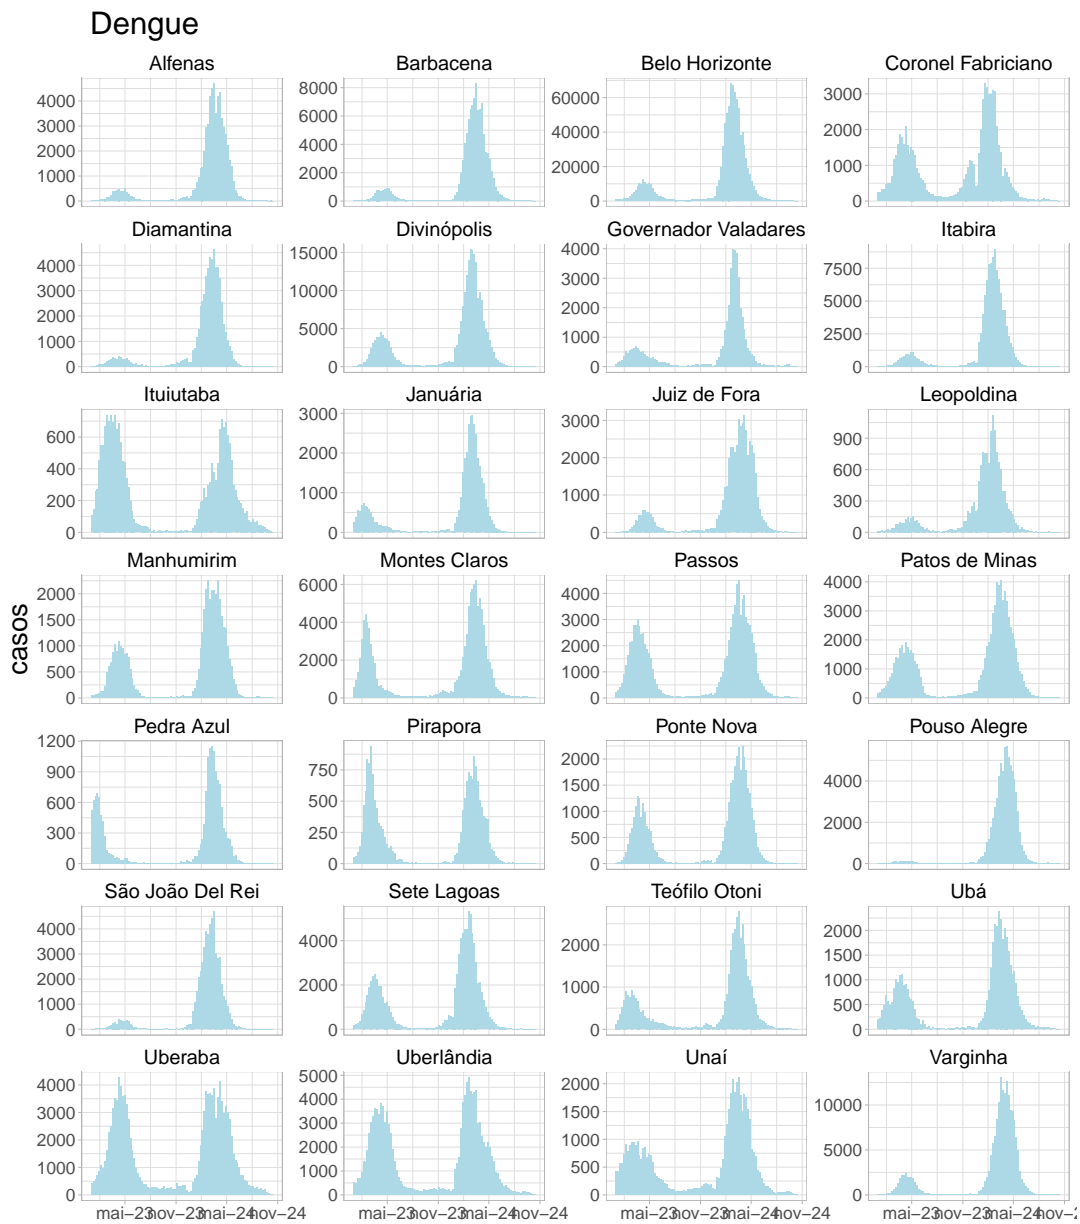 Dengue
Alfenas Barbacena Belo Horizonte Coronel Fabriciano
4000 3000 2000 1000 0
8000 6000 4000 2000 0
60000 40000 20000 0
3000 2000 1000 0
Diamantina Divinópolis Governador Valadares Itabira
4000 3000 2000 1000 0
15000 10000 5000 0
4000 3000 2000 1000 0
7500 5000 2500 0
Ituiutaba Januária Juiz de Fora Leopoldina
600 400 200 0
3000 2000 1000 0
3000 2000 1000 0
900 600 300 0
Manhumirim Montes Claros Passos Patos de Minas
2000 1500 1000 500 0
6000 4000 2000 0
4000 3000 2000 1000 0
4000 3000 2000 1000 0
casos
Pedra Azul Pirapora Ponte Nova Pouso Alegre
1200 900 600 300 0
750 500 250 0
2000 1500 1000 500 0
4000 2000 0
São João Del Rei Sete Lagoas Teófilo Otoni Ubá
4000 3000 2000 1000 0
4000 2000 0
2000 1000 0
2000 1500 1000 500 0
Uberaba Uberlândia Unaí Varginha
4000 3000 2000 1000 0
5000 4000 3000 2000 1000 0
2000 1500 1000 500 0
10000 5000 0
mai–23 nov–23 mai–24 nov–24
mai–23 nov–23 mai–24 nov–24
mai–23 nov–23 mai–24 nov–24
mai–23 nov–23 mai–24 nov–2